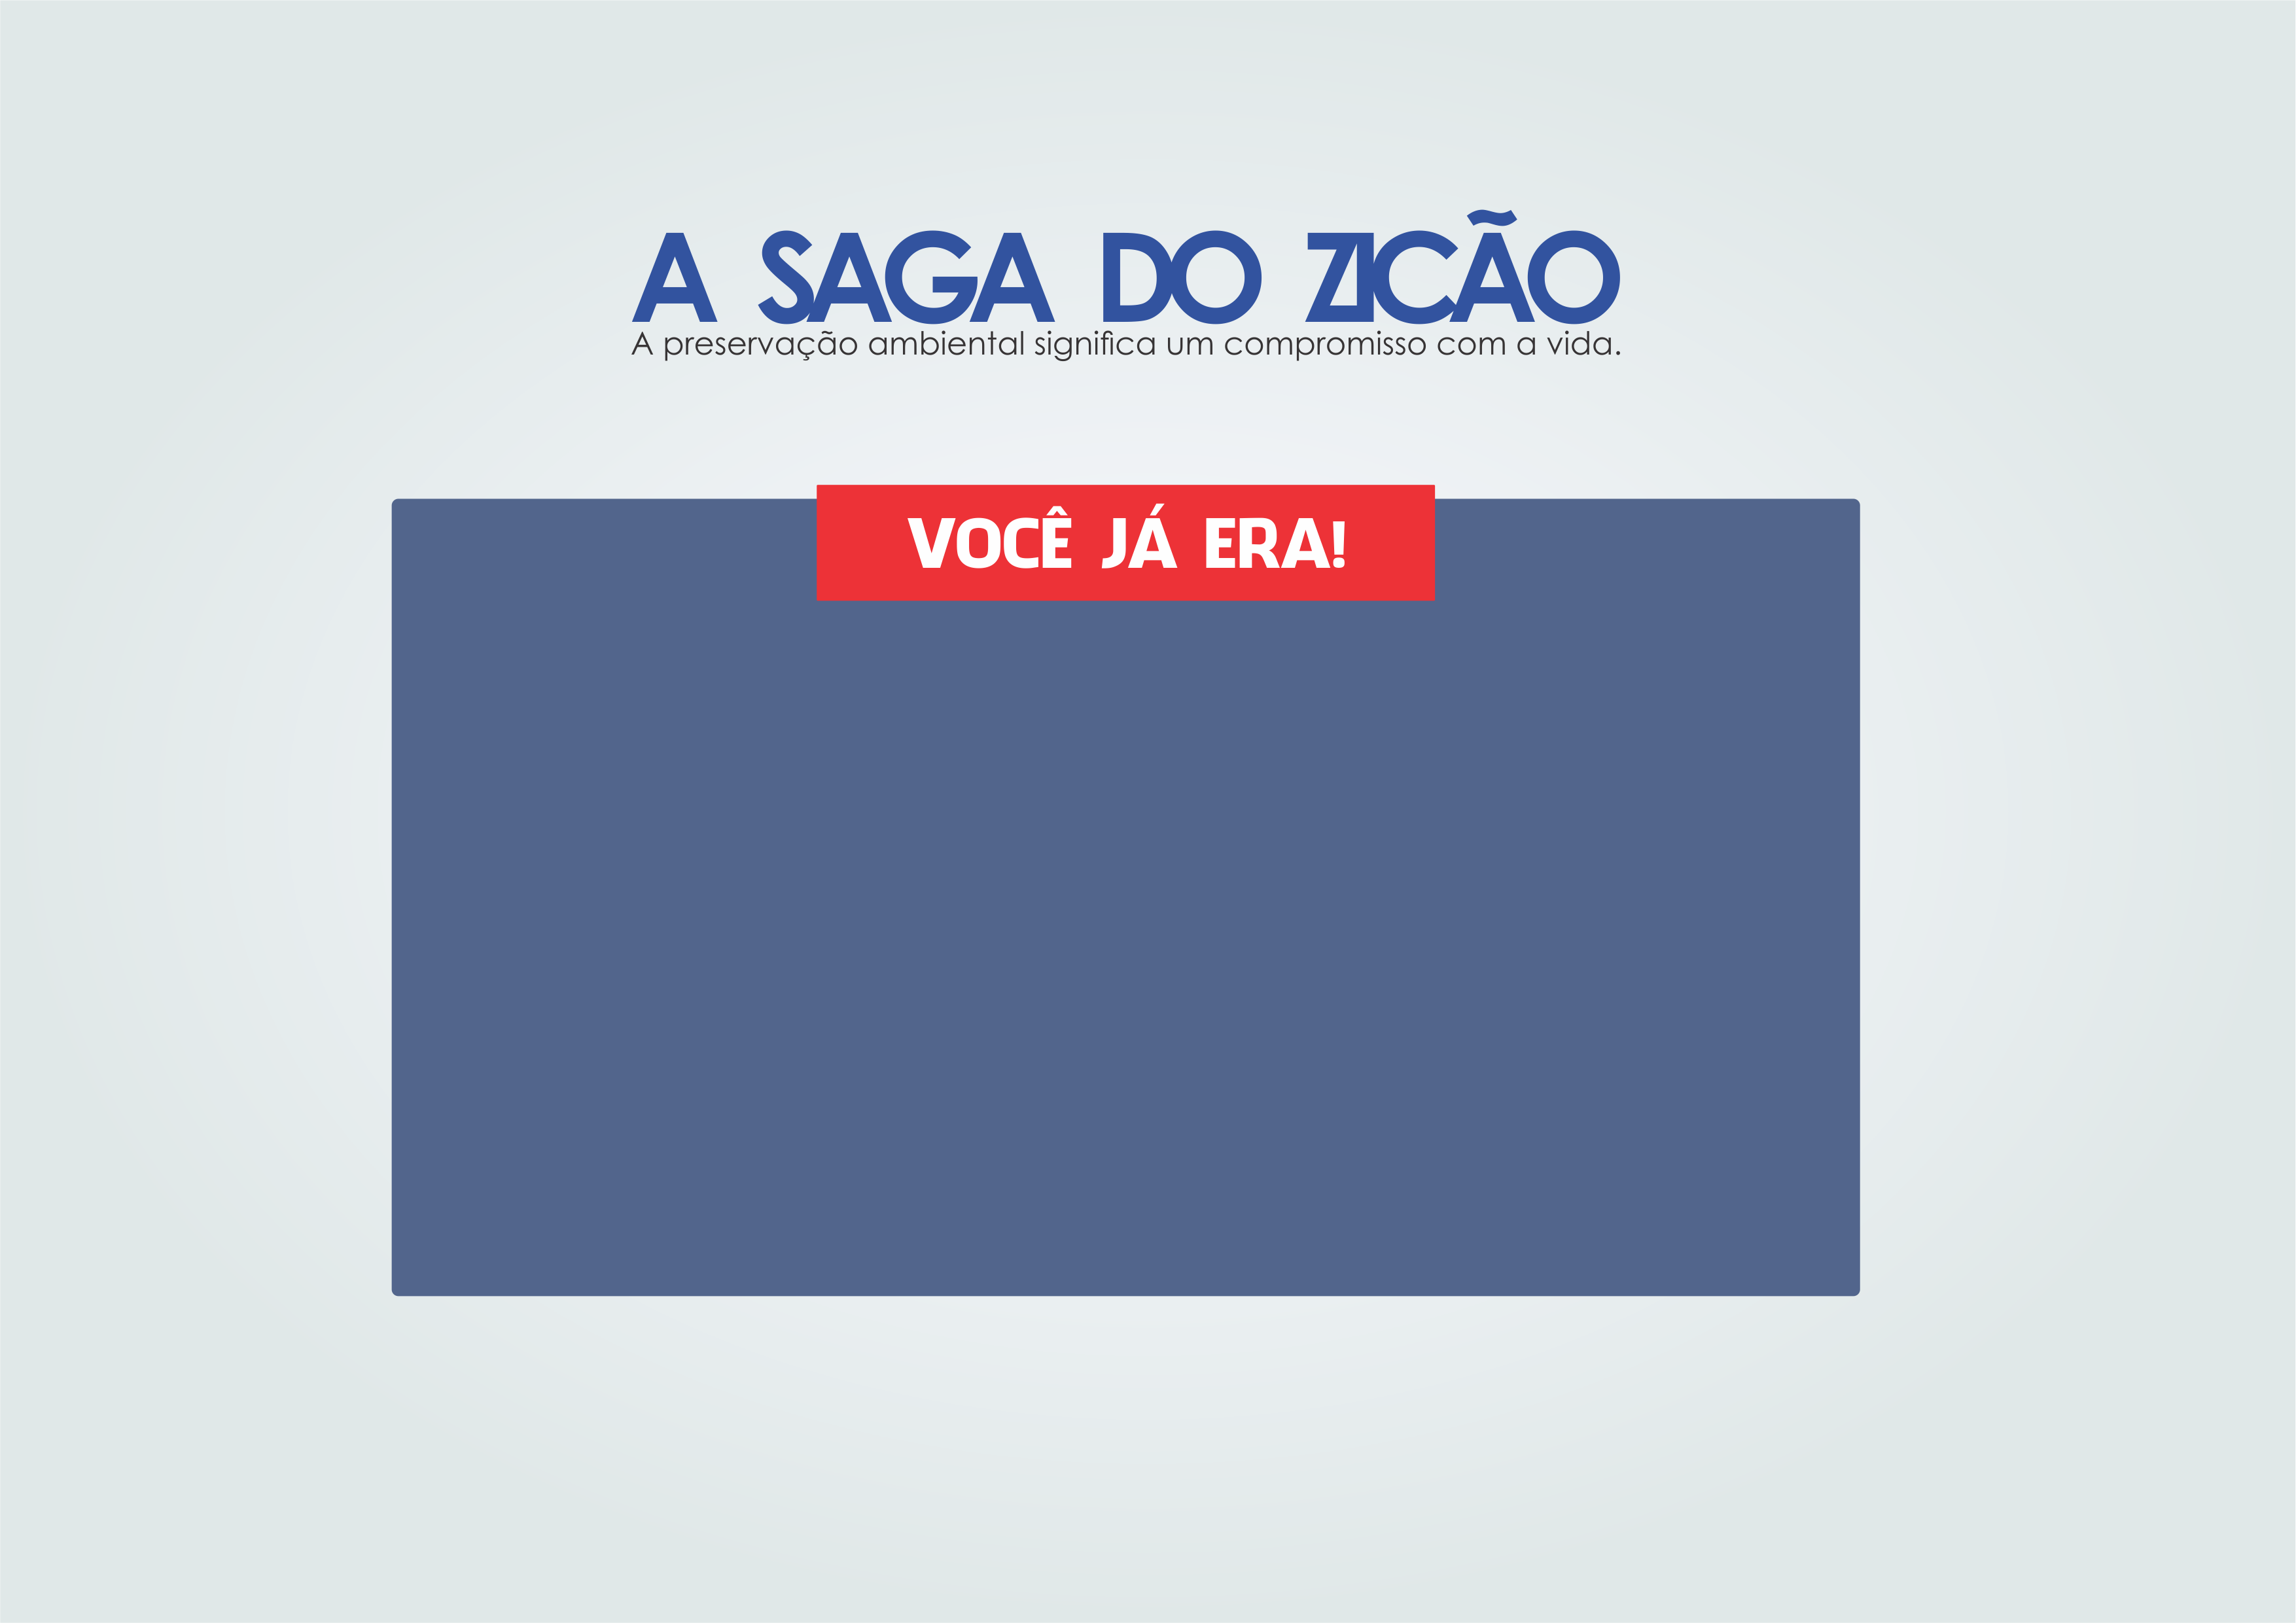 A SAGA DO ZICÃO
A preservação ambiental significa um compromisso com a vida.
VOCÊ JÁ ERA!